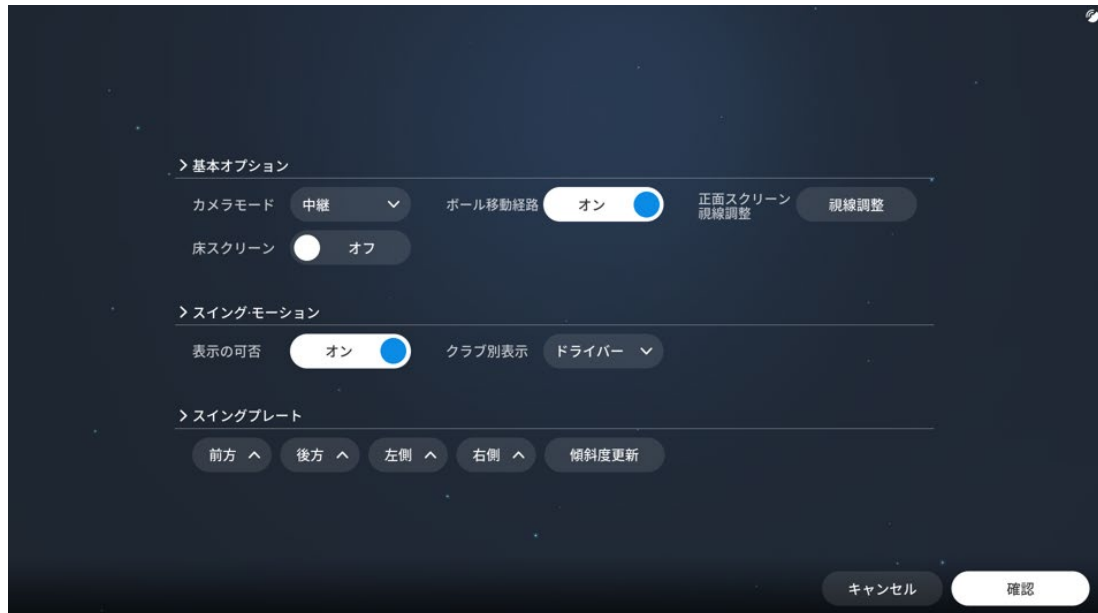 基本オプション
カメラモード 中継 ボール移動経路 オン 正面スクリーン
視線調整 視線調整
床スクリーン オフ
スイング·モーション
表示の可否 オン クラブ別表示 ドライバー
スイングプレート
前方 後方 左側 右側 傾斜度更新
キャンセル 確認